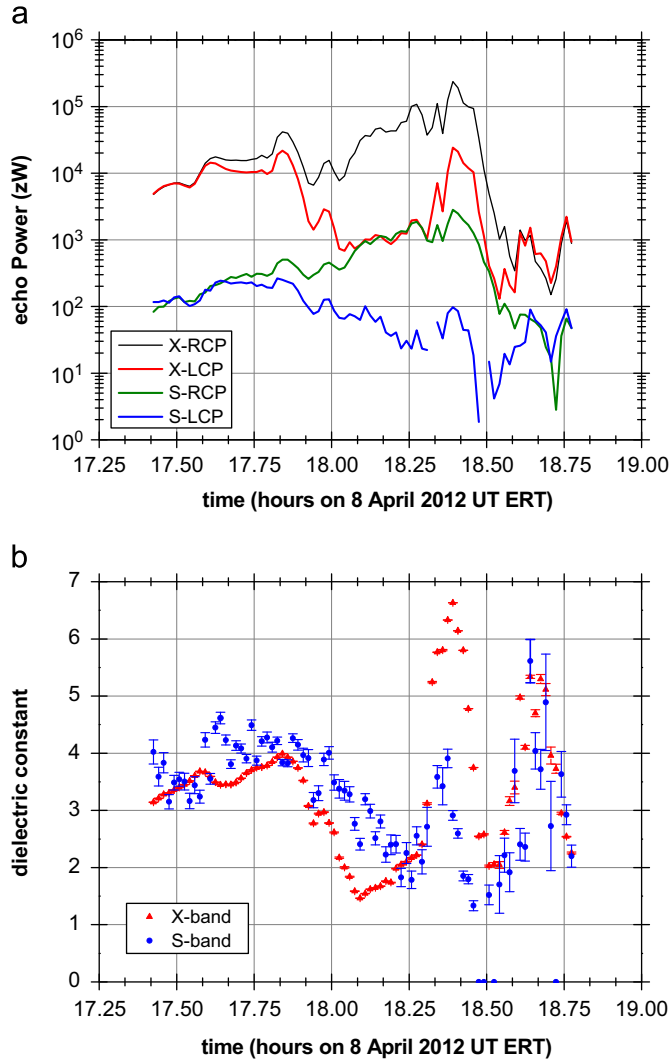 a
echo Power (zW)
10^6
10^5
10^4
10^3
10^2
10^1
10^0
X-RCP
X-LCP
S-RCP
S-LCP
17.25 17.50 17.75 18.00 18.25 18.50 18.75 19.00
time (hours on 8 April 2012 UT ERT)
b
dielectric constant
7
6
5
4
3
2
1
0
X-band
S-band
17.25 17.50 17.75 18.00 18.25 18.50 18.75 19.00
time (hours on 8 April 2012 UT ERT)